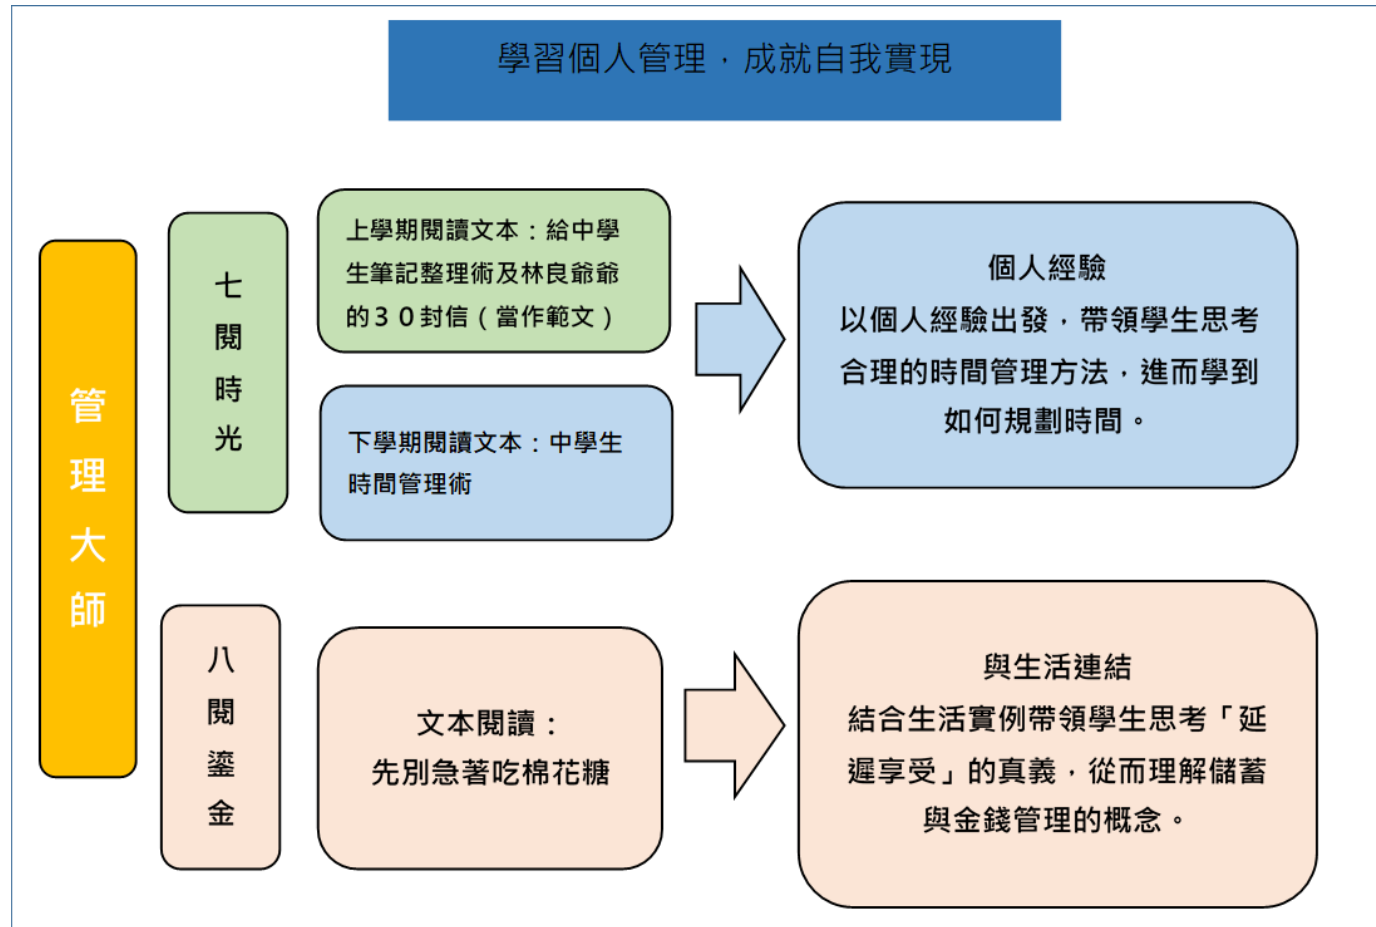 學習個人管理，成就自我實現
管理大師
七閱時光
上學期閱讀文本：給中學
生筆記整理術及林良爺爺
的３０封信（當作範文）
下學期閱讀文本：中學生
時間管理術
個人經驗
以個人經驗出發，帶領學生思考
合理的時間管理方法，進而學到
如何規劃時間。
八閱鎏金
文本閱讀：
先別急著吃棉花糖
與生活連結
結合生活實例帶領學生思考「延
遲享受」的真義，從而理解儲蓄
與金錢管理的概念。